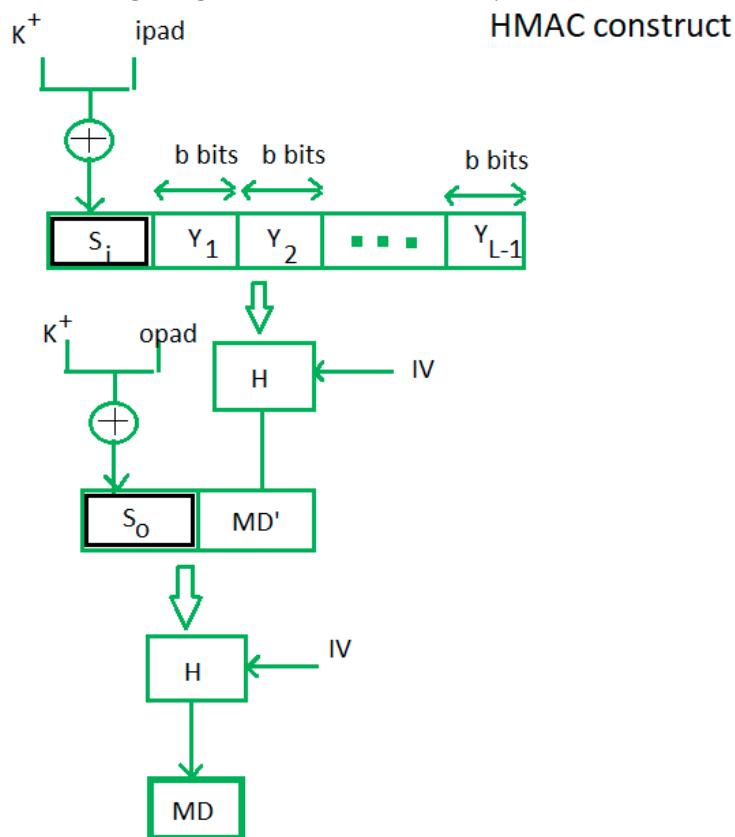 HMAC construct
K+ ipad
b bits b bits b bits
Si Y1 Y2 YL-1
K+ opad
H IV
So MD'
H IV
MD